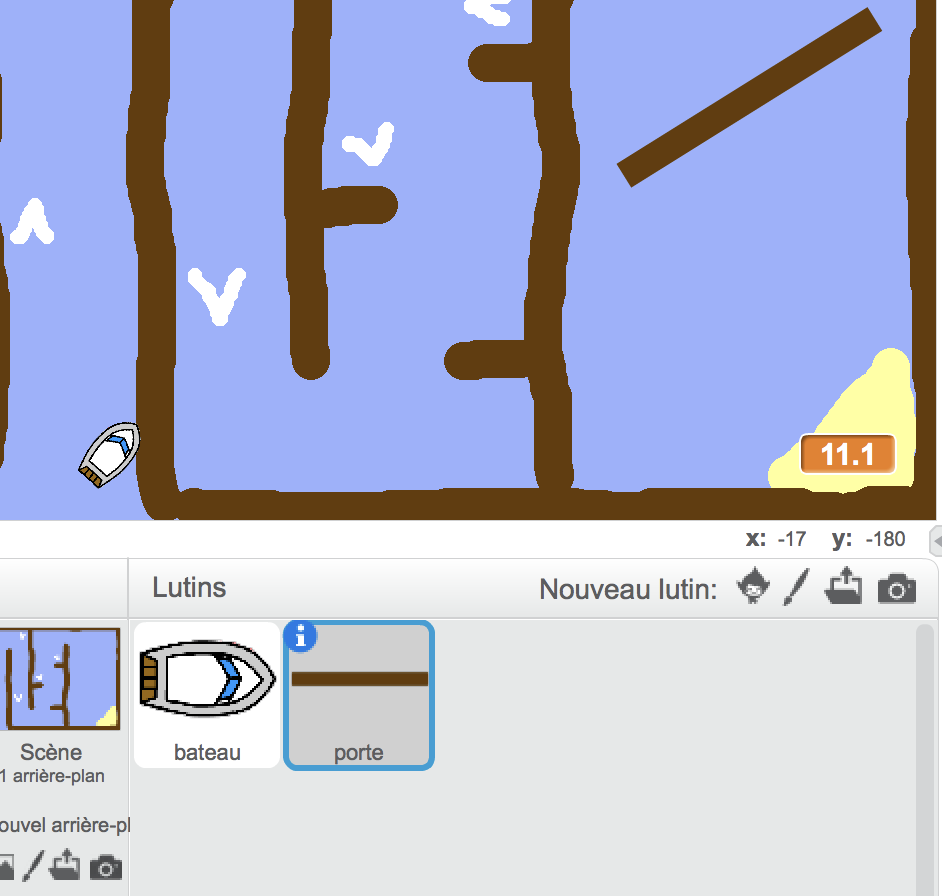 11.1
x: -17 y: -180
Lutins
Nouveau lutin:
i
bateau
porte
Scène
1 arrière-plan
ouvel arrière-pl